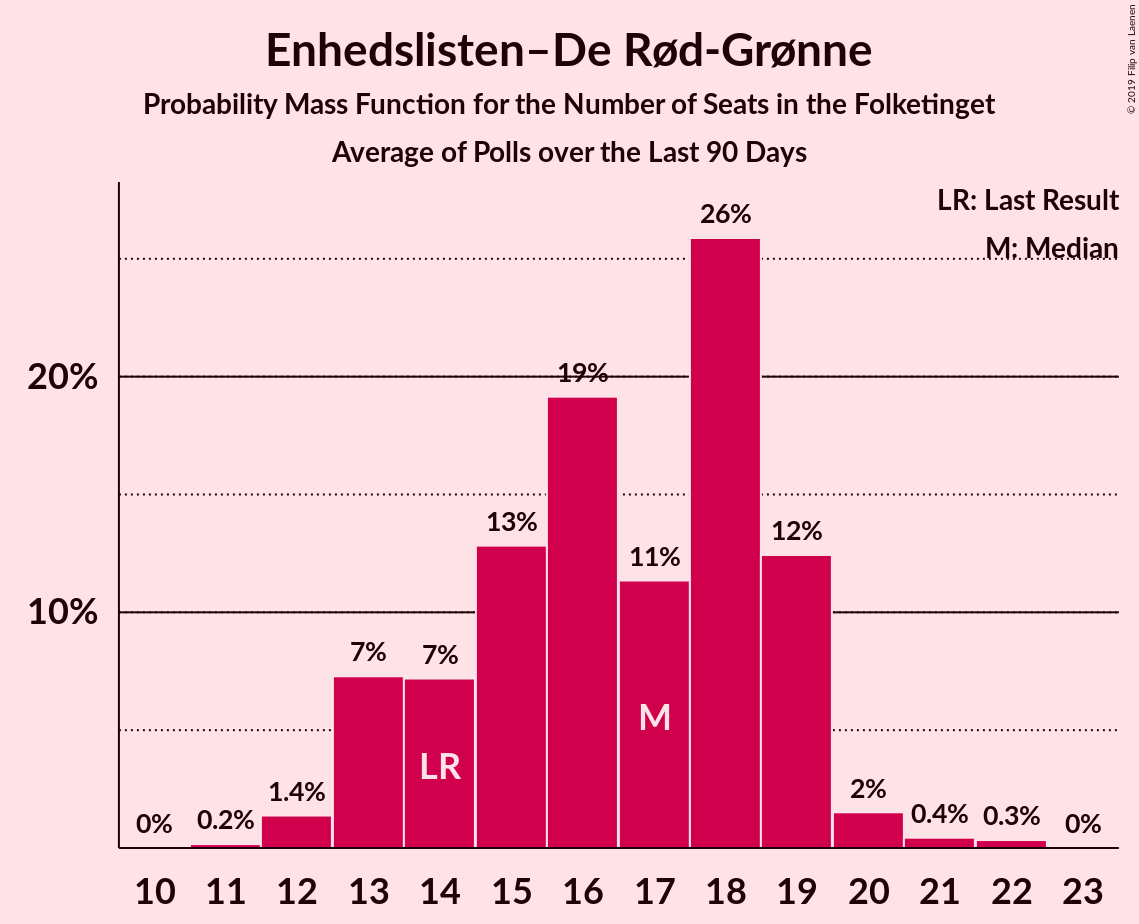 Enhedslisten–De Rød-Grønne
Probability Mass Function for the Number of Seats in the Folketinget
Average of Polls over the Last 90 Days
© 2019 Filip van Laenen
LR: Last Result
M: Median
20%
10%
0%
0.2%
1.4%
7%
7%
13%
19%
11%
26%
12%
2%
0.4%
0.3%
0%
LR
M
10 11 12 13 14 15 16 17 18 19 20 21 22 23